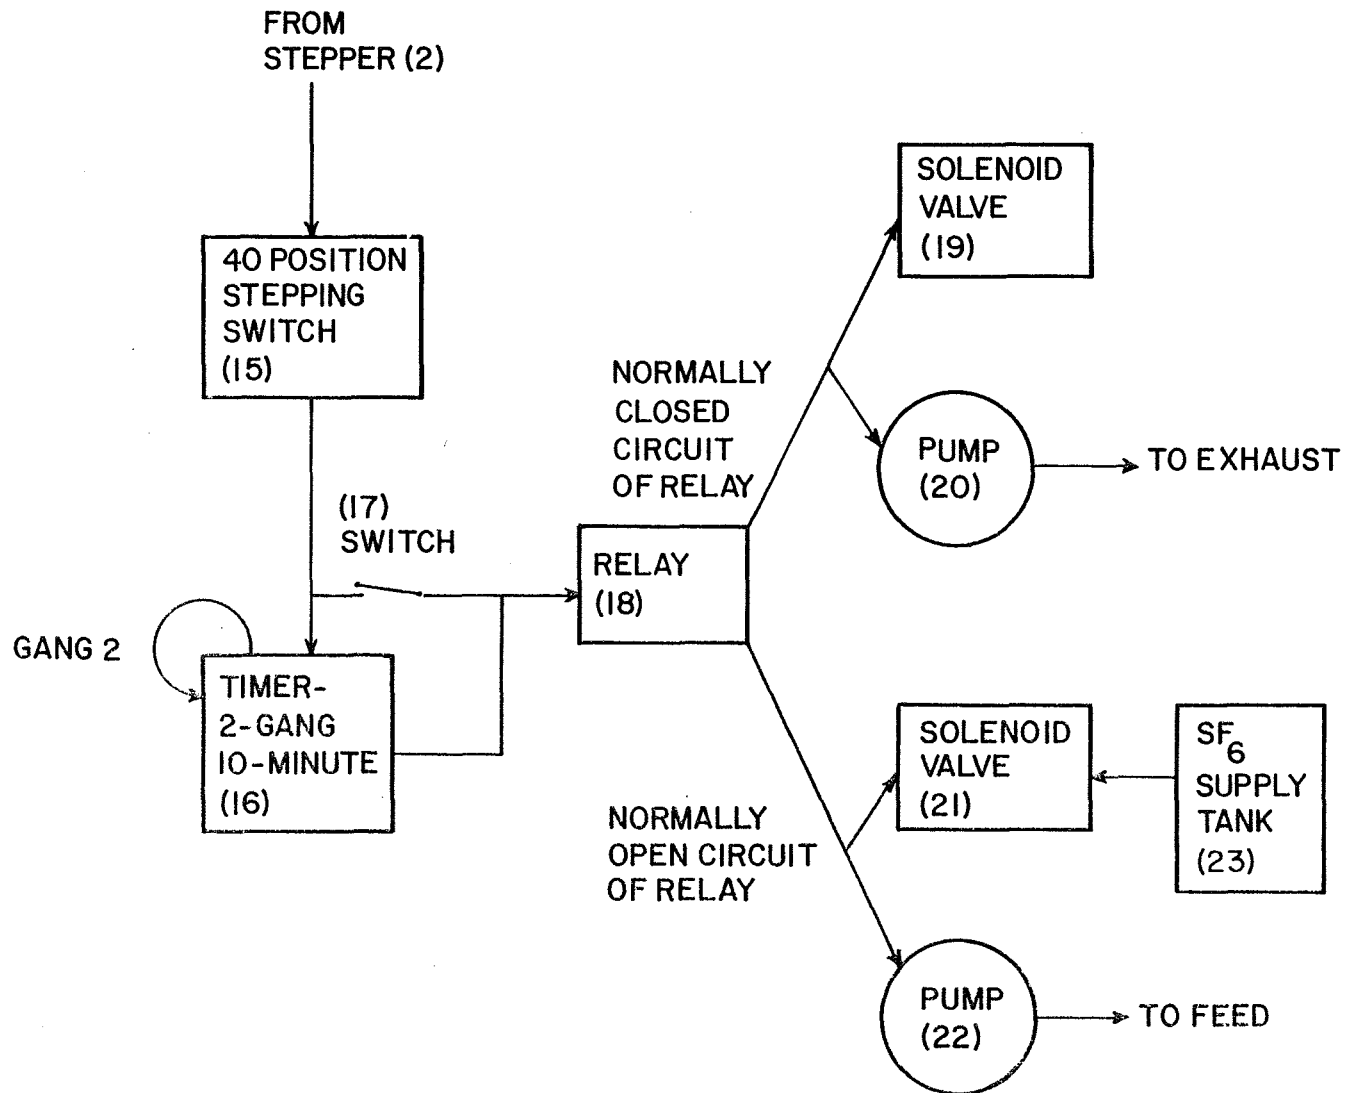 FROM
STEPPER (2)
40 POSITION
STEPPING
SWITCH
(15)
(17)
SWITCH
GANG 2
TIMER-
2-GANG
10-MINUTE
(16)
RELAY
(18)
NORMALLY
CLOSED
CIRCUIT
OF RELAY
SOLENOID
VALVE
(19)
PUMP
(20)
TO EXHAUST
NORMALLY
OPEN CIRCUIT
OF RELAY
SOLENOID
VALVE
(21)
SF6
SUPPLY
TANK
(23)
PUMP
(22)
TO FEED